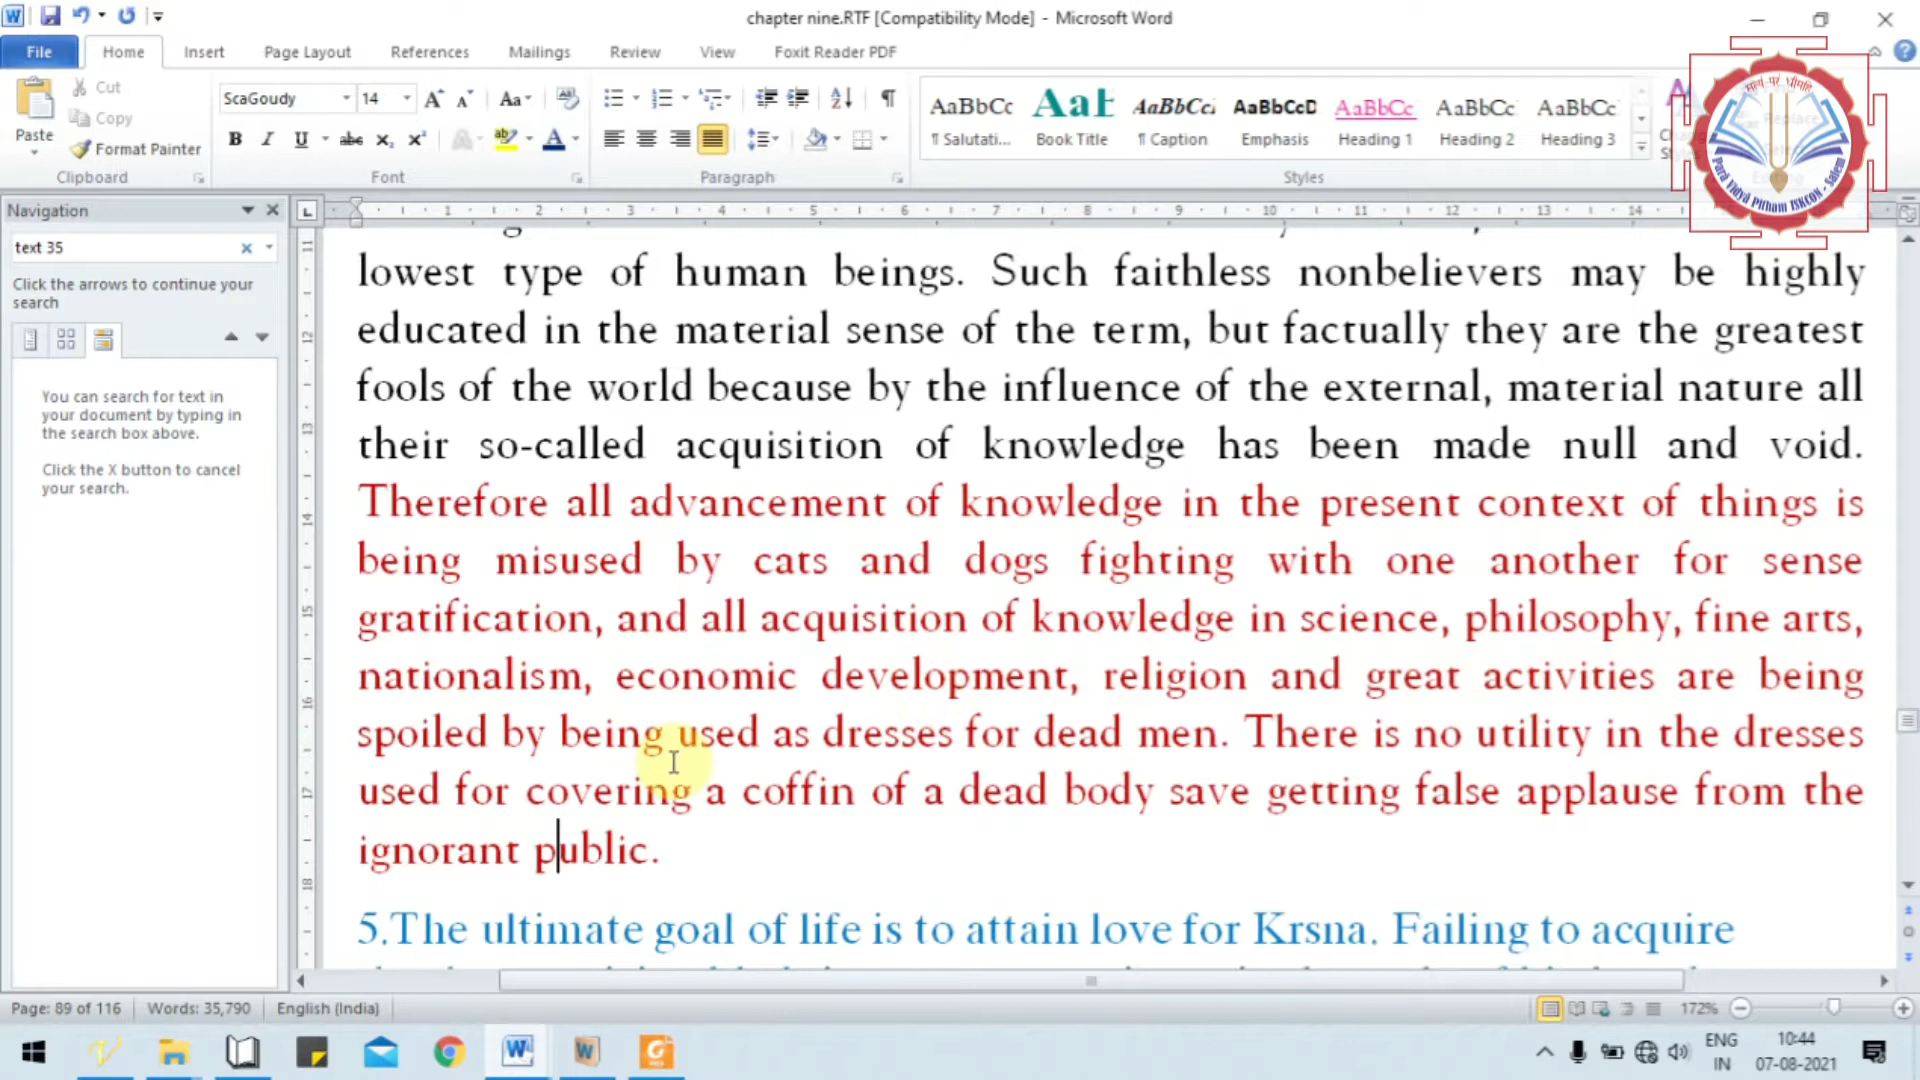 chapter nine.RTF [Compatibility Mode] - Microsoft Word
File Home Insert Page Layout References Mailings Review View Foxit Reader PDF
Paste
Cut
Copy
Format Painter
Clipboard
ScaGoudy 14
Font
Paragraph
AaBbCc AaB AaBbCc AaBbCcD AaBbCc AaBbCc AaBbCc
¶ Salutati... Book Title ¶ Caption Emphasis Heading 1 Heading 2 Heading 3
Styles
Para Vidya Pitham ISKCON - Salem
Navigation
text 35
Click the arrows to continue your
search
You can search for text in
your document by typing in
the search box above.
Click the X button to cancel
your search.
lowest type of human beings. Such faithless nonbelievers may be highly
educated in the material sense of the term, but factually they are the greatest
fools of the world because by the influence of the external, material nature all
their so-called acquisition of knowledge has been made null and void.
Therefore all advancement of knowledge in the present context of things is
being misused by cats and dogs fighting with one another for sense
gratification, and all acquisition of knowledge in science, philosophy, fine arts,
nationalism, economic development, religion and great activities are being
spoiled by being used as dresses for dead men. There is no utility in the dresses
used for covering a coffin of a dead body save getting false applause from the
ignorant public.
5.The ultimate goal of life is to attain love for Krsna. Failing to acquire
Page: 89 of 116 Words: 35,790 English (India)
172%
ENG
IN
10:44
07-08-2021